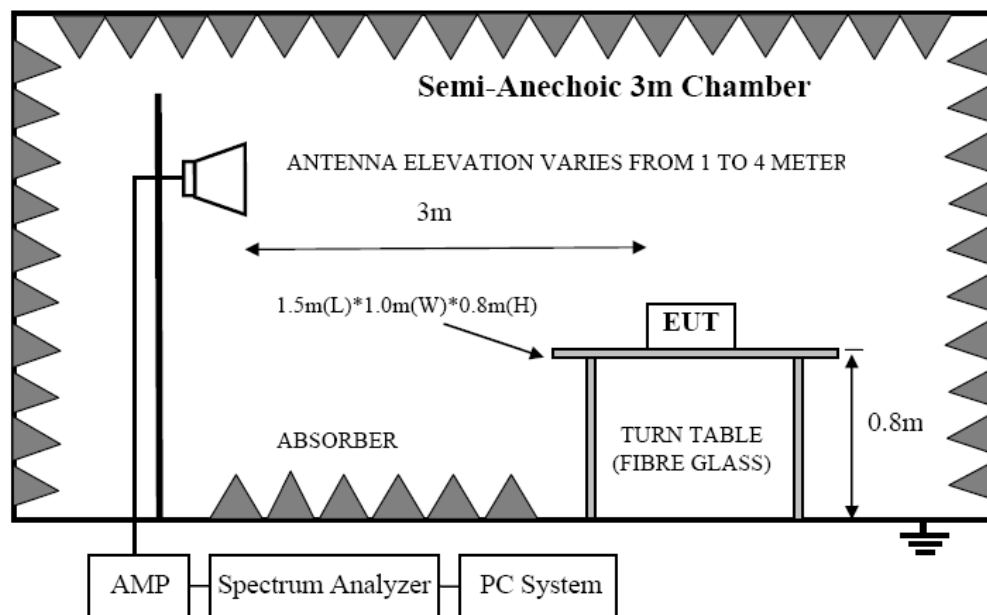 Semi-Anechoic 3m Chamber
ANTENNA ELEVATION VARIES FROM 1 TO 4 METER
3m
1.5m(L)*1.0m(W)*0.8m(H)
EUT
0.8m
ABSORBER
TURN TABLE
(FIBRE GLASS)
AMP
Spectrum Analyzer
PC System